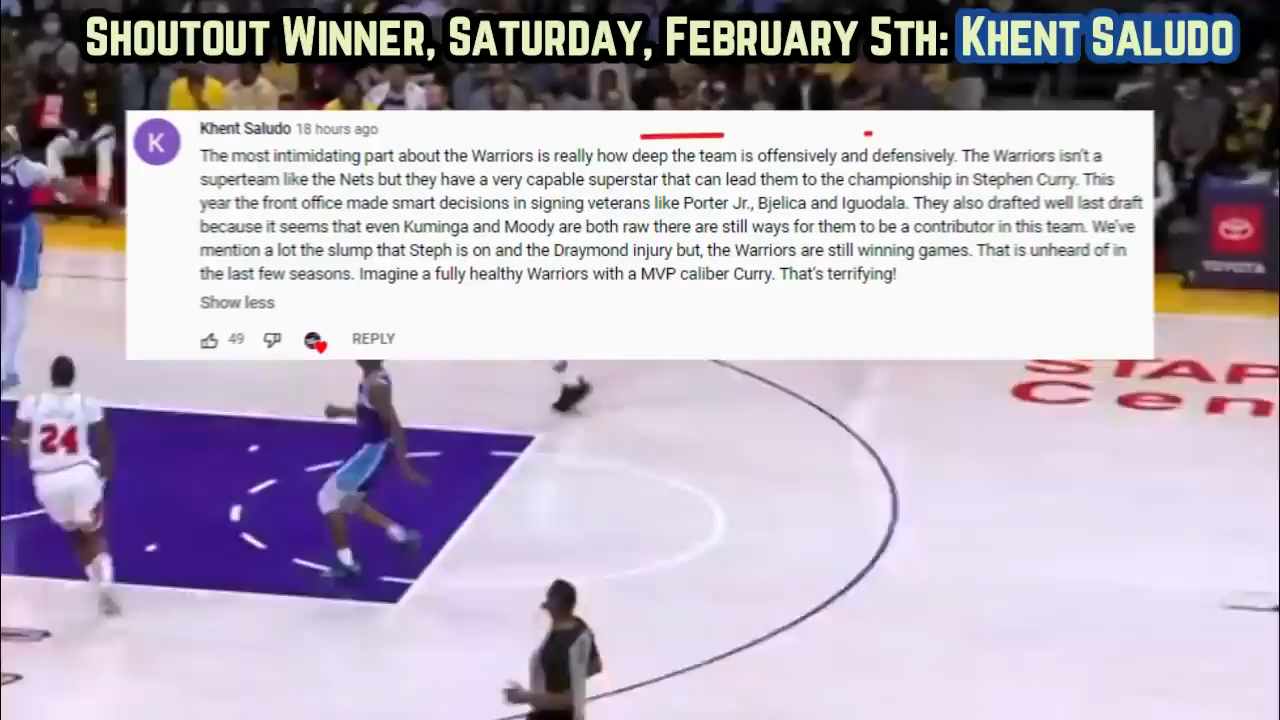 SHOUTOUT WINNER, SATURDAY, FEBRUARY 5TH: KHENT SALUDO
K
Khent Saludo 18 hours ago
The most intimidating part about the Warriors is really how deep the team is offensively and defensively. The Warriors isn't a
superteam like the Nets but they have a very capable superstar that can lead them to the championship in Stephen Curry. This
year the front office made smart decisions in signing veterans like Porter Jr., Bjelica and Iguodala. They also drafted well last draft
because it seems that even Kuminga and Moody are both raw there are still ways for them to be a contributor in this team. We've
mention a lot the slump that Steph is on and the Draymond injury but, the Warriors are still winning games. That is unheard of in
the last few seasons. Imagine a fully healthy Warriors with a MVP caliber Curry. That's terrifying!
Show less
49 REPLY
TOYOTA
STAP
Cen
24